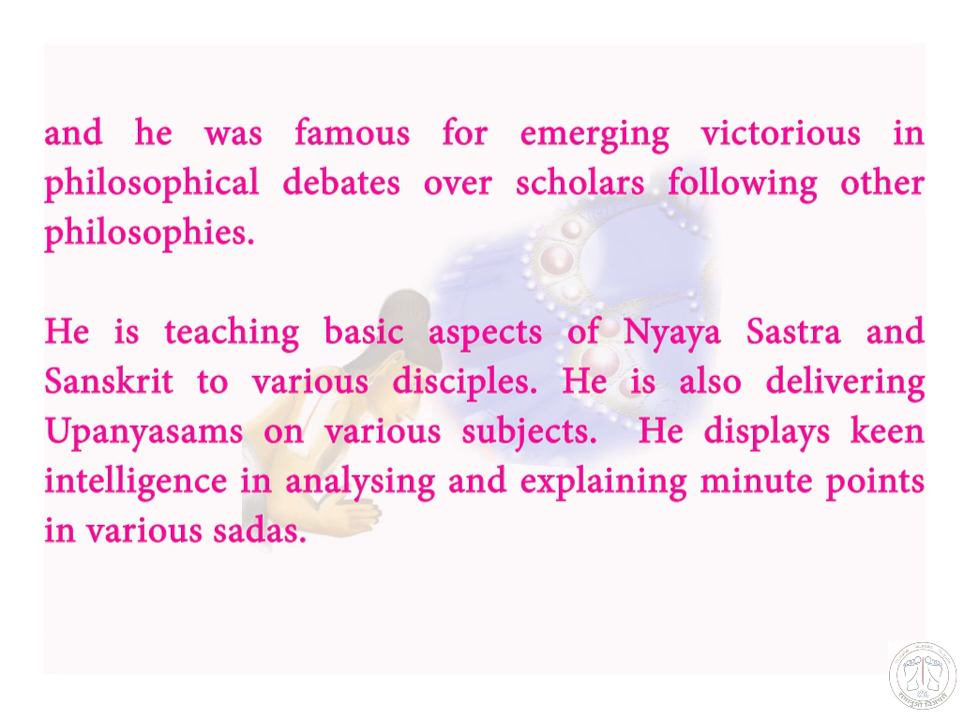 and he was famous for emerging victorious in
philosophical debates over scholars following other
philosophies.
He is teaching basic aspects of Nyaya Sastra and
Sanskrit to various disciples. He is also delivering
Upanyasams on various subjects. He displays keen
intelligence in analysing and explaining minute points
in various sadas.